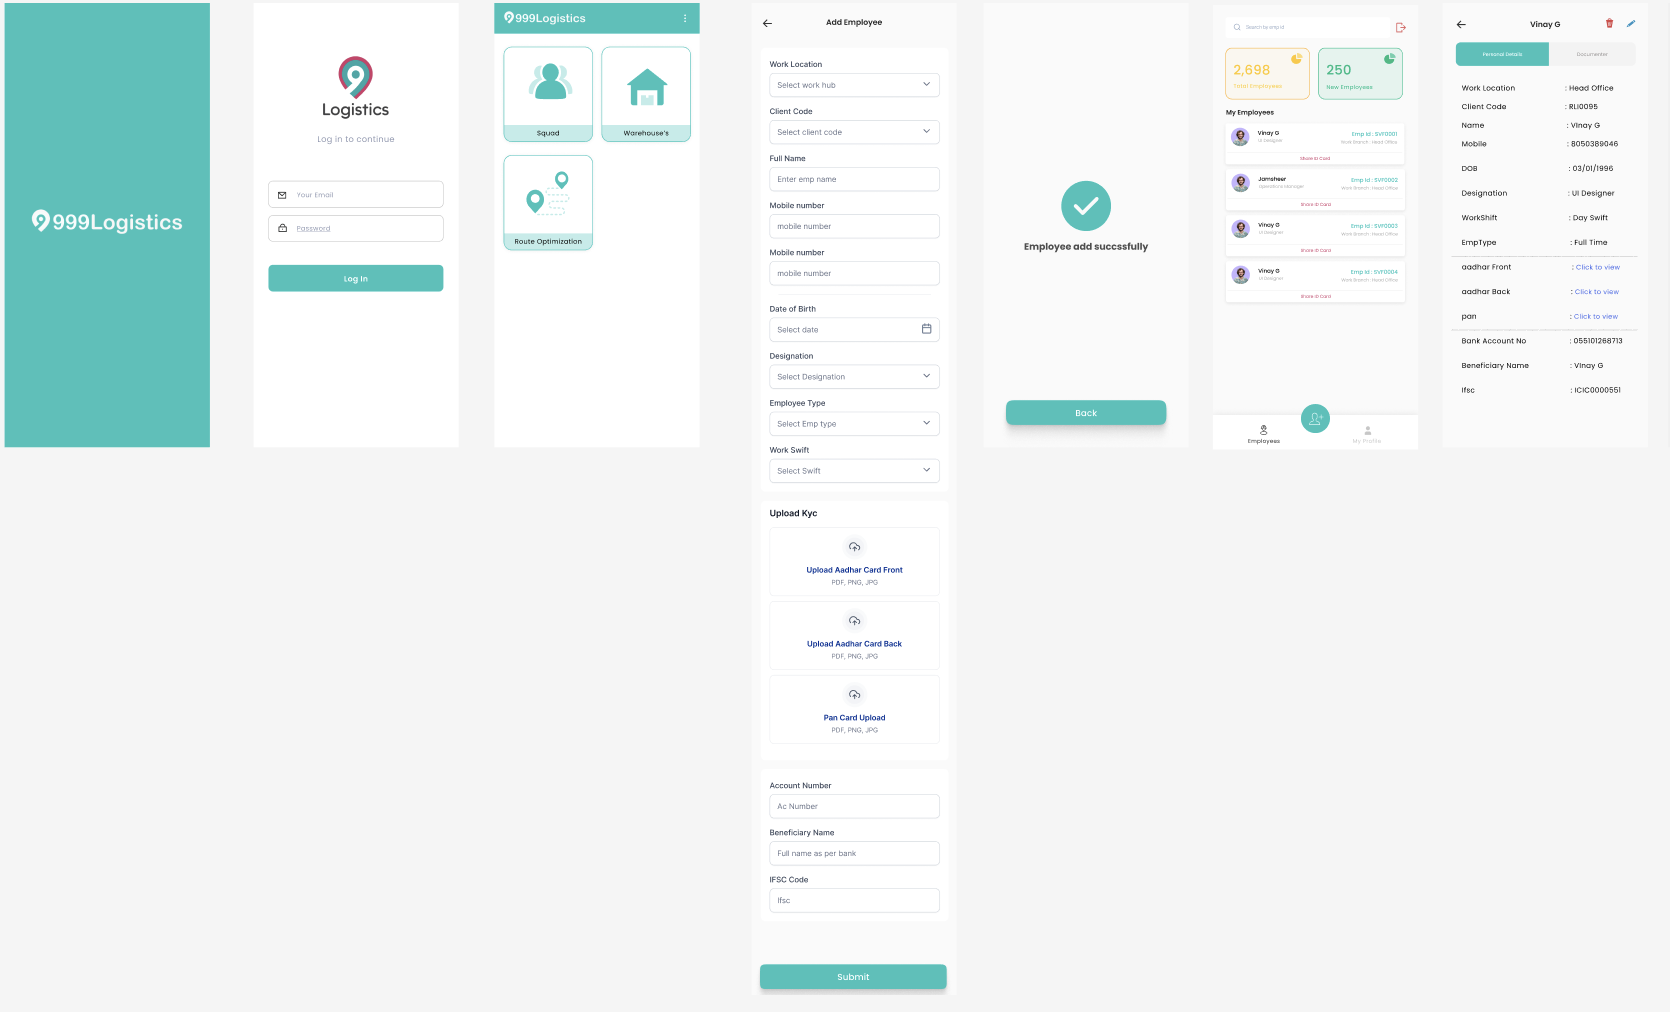 999Logistics
Logistics
Log in to continue
Your Email
Password
Log In
999Logistics
Squad
Warehouse's
Route Optimization
Add Employee
Work Location
Select work hub
Client Code
Select client code
Full Name
Enter emp name
Mobile number
mobile number
Mobile number
mobile number
Date of Birth
Select date
Designation
Select Designation
Employee Type
Select Emp type
Work Swift
Select Swift
Upload Kyc
Upload Aadhar Card Front
PDF, PNG, JPG
Upload Aadhar Card Back
PDF, PNG, JPG
Pan Card Upload
PDF, PNG, JPG
Account Number
Ac Number
Beneficiary Name
Full name as per bank
IFSC Code
Ifsc
Submit
Employee add succssfully
Back
Search by emp id
2,698
Total Employees
250
New Employees
My Employees
Vinay G
UI Designer
Emp Id : SVF0001
Work Branch : Head Office
Share ID Card
Jamsheer
Operations Manager
Emp Id : SVF0002
Work Branch : Head Office
Share ID Card
Vinay G
UI Designer
Emp Id : SVF0003
Work Branch : Head Office
Share ID Card
Vinay G
UI Designer
Emp Id : SVF0004
Work Branch : Head Office
Share ID Card
Employees
My Profile
Vinay G
Personal Details
Documenter
Work Location : Head Office
Client Code : RLI0095
Name : VInay G
Mobile : 8050389046
DOB : 03/01/1996
Designation : UI Designer
WorkShift : Day Swift
EmpType : Full Time
aadhar Front : Click to view
aadhar Back : Click to view
pan : Click to view
Bank Account No : 055101268713
Beneficiary Name : VInay G
Ifsc : ICIC0000551